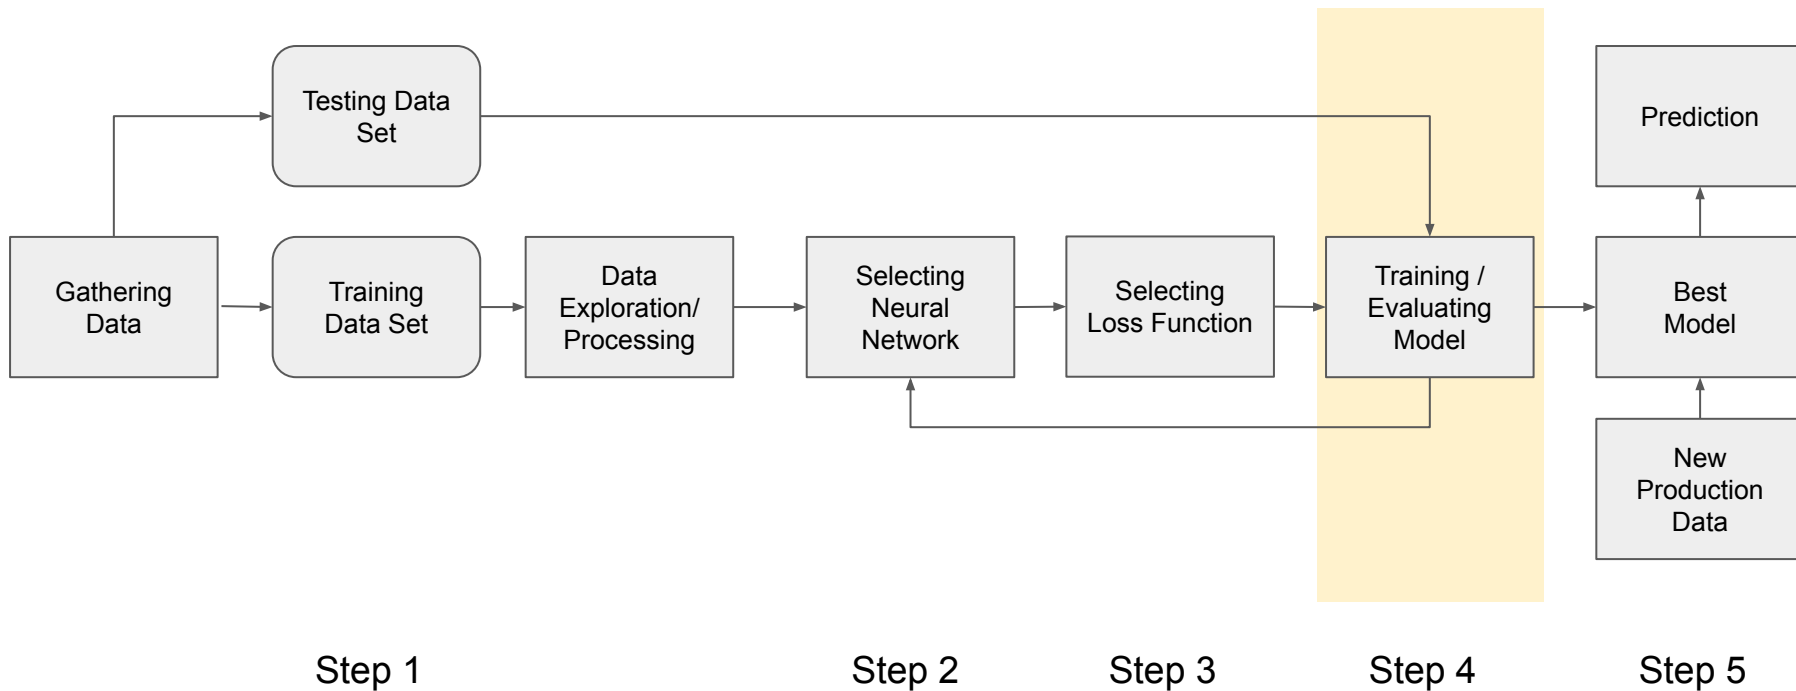 Testing Data
Set
Prediction
Gathering
Data
Training
Data Set
Data
Exploration/
Processing
Selecting
Neural
Network
Selecting
Loss Function
Training /
Evaluating
Model
Best
Model
New
Production
Data
Step 1
Step 2
Step 3
Step 4
Step 5